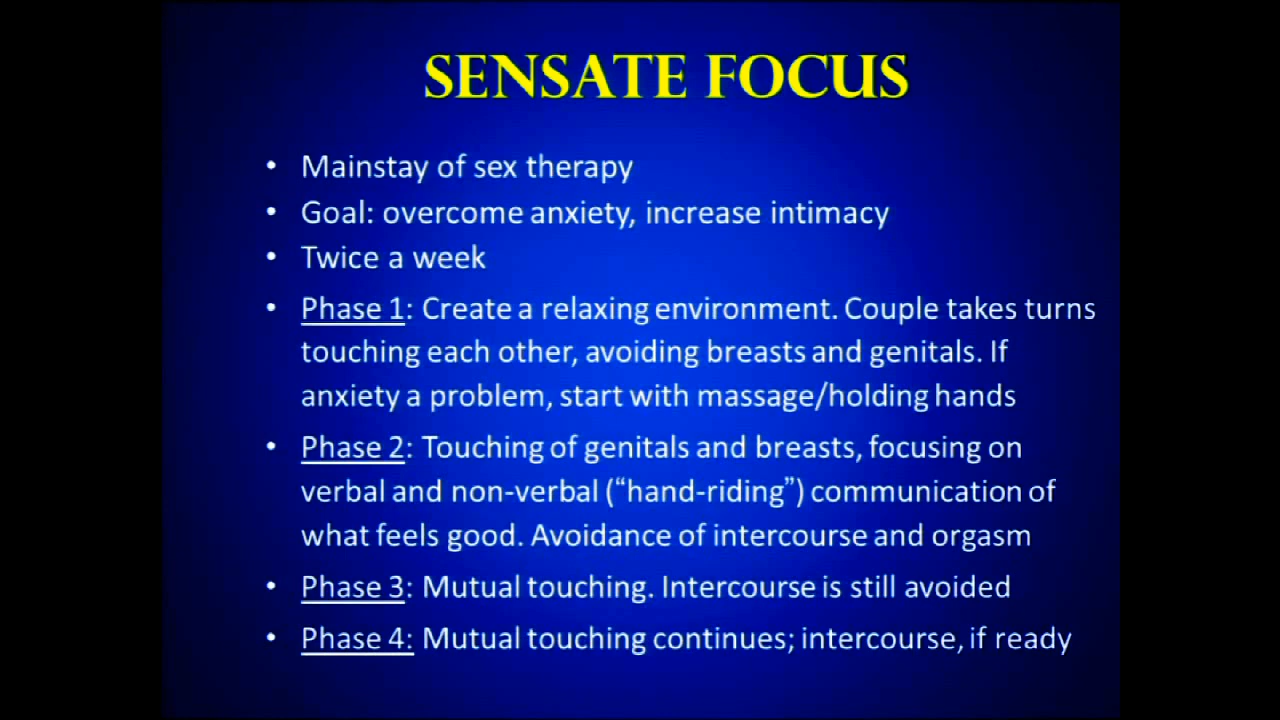 SENSATE FOCUS
• Mainstay of sex therapy
• Goal: overcome anxiety, increase intimacy
• Twice a week
• Phase 1: Create a relaxing environment. Couple takes turns
touching each other, avoiding breasts and genitals. If
anxiety a problem, start with massage/holding hands
• Phase 2: Touching of genitals and breasts, focusing on
verbal and non-verbal (“hand-riding”) communication of
what feels good. Avoidance of intercourse and orgasm
• Phase 3: Mutual touching. Intercourse is still avoided
• Phase 4: Mutual touching continues; intercourse, if ready